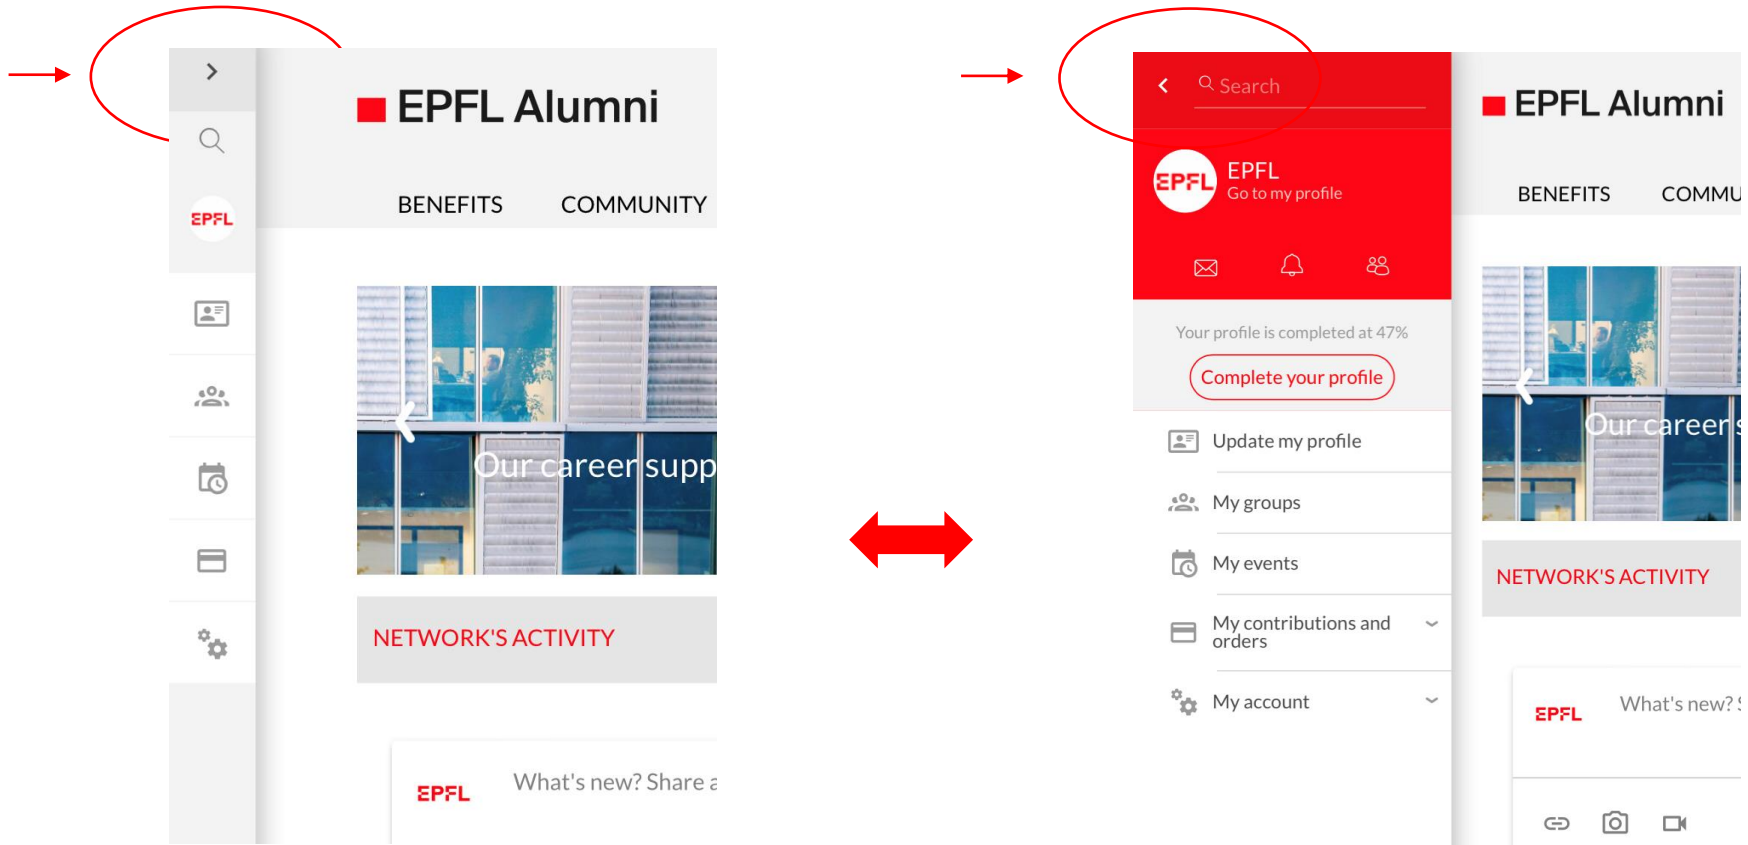 EPFL Alumni
EPFL
BENEFITS COMMUNITY
Our career supp
NETWORK'S ACTIVITY
EPFL
What's new? Share a
Search
EPFL
EPFL
Go to my profile
Your profile is completed at 47%
Complete your profile
Update my profile
My groups
My events
My contributions and
orders
My account
EPFL Alumni
BENEFITS COMMU
Our career s
NETWORK'S ACTIVITY
EPFL
What's new? S